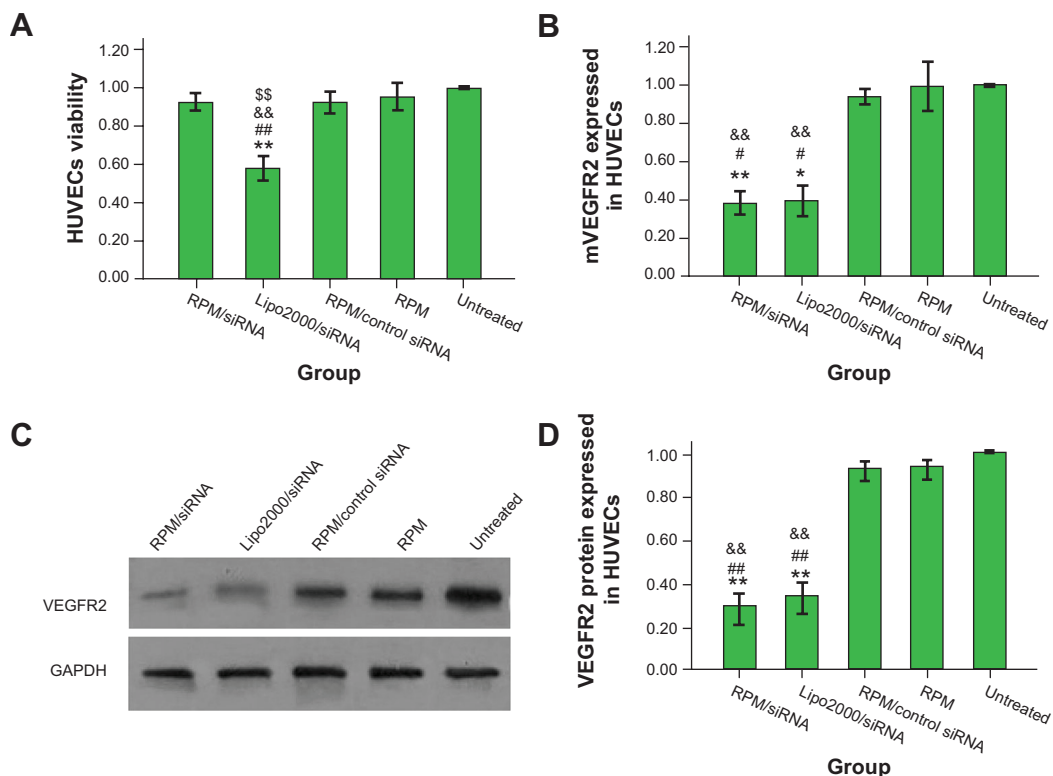 A
HUVECs viability
1.20
1.00
0.80
0.60
0.40
0.20
0.00
$$
&&
##
**
RPM/siRNA
Lipo2000/siRNA
RPM/control siRNA
RPM
Untreated
Group
B
mVEGFR2 expressed
in HUVECs
1.20
1.00
0.80
0.60
0.40
0.20
0.00
&&
#
**
&&
#
*
RPM/siRNA
Lipo2000/siRNA
RPM/control siRNA
RPM
Untreated
Group
C
RPM/siRNA
Lipo2000/siRNA
RPM/control siRNA
RPM
Untreated
VEGFR2
GAPDH
D
VEGFR2 protein expressed
in HUVECs
1.00
0.80
0.60
0.40
0.20
0.00
&&
##
**
&&
##
**
RPM/siRNA
Lipo2000/siRNA
RPM/control siRNA
RPM
Untreated
Group